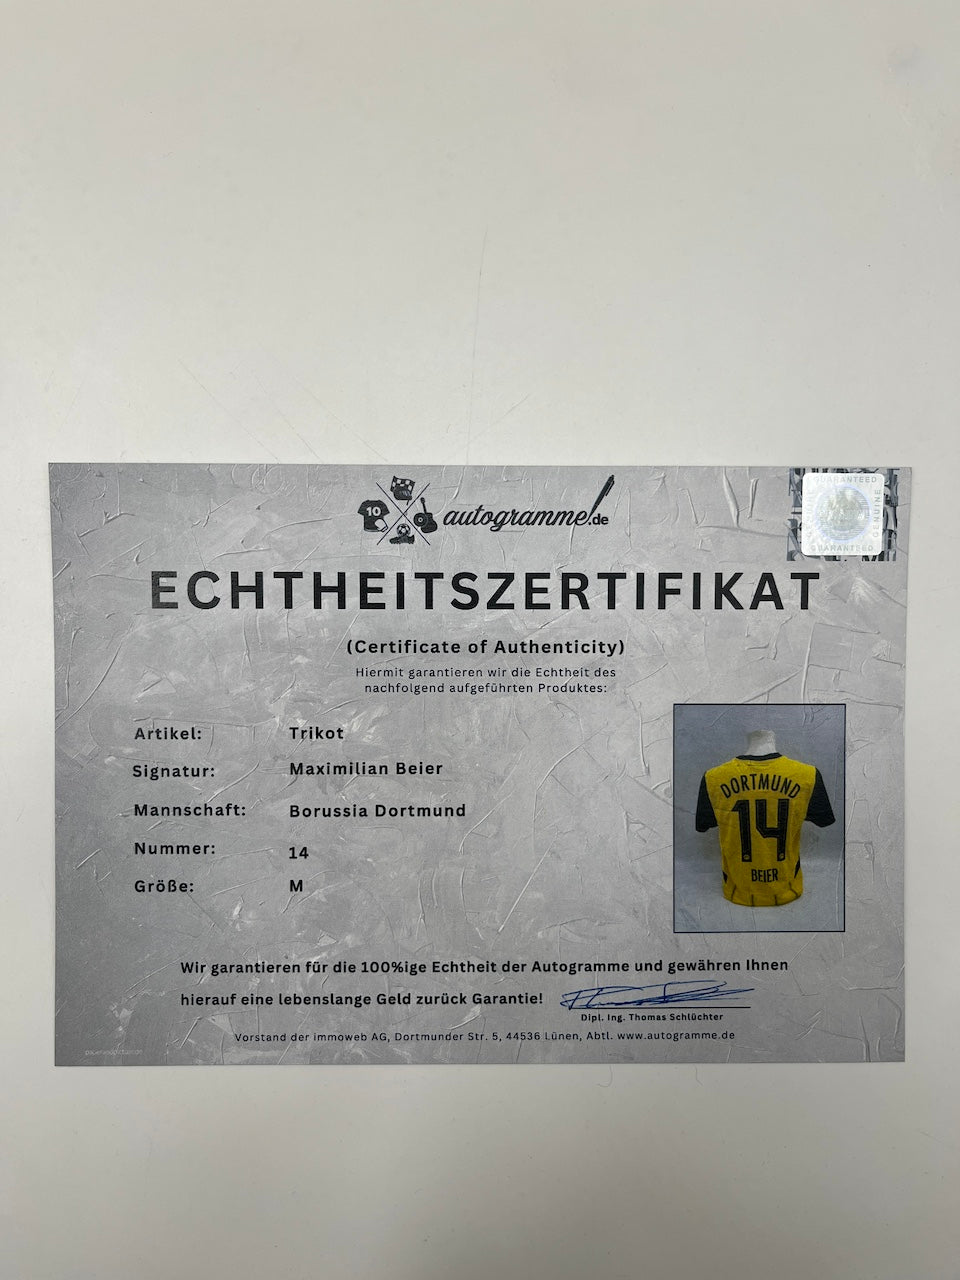 10
autogramme!.de
GUARANTEED
GENUINE
GUARANTEED
ECHTHEITSZERTIFIKAT
(Certificate of Authenticity)
Hiermit garantieren wir die Echtheit des
nachfolgend aufgeführten Produktes:
Artikel: Trikot
Signatur: Maximilian Beier
Mannschaft: Borussia Dortmund
Nummer: 14
Größe: M
DORTMUND
14
BEIER
Wir garantieren für die 100%ige Echtheit der Autogramme und gewähren Ihnen
hierauf eine lebenslange Geld zurück Garantie!
Dipl. Ing. Thomas Schlüchter
Vorstand der immoweb AG, Dortmunder Str. 5, 44536 Lünen, Abtl. www.autogramme.de